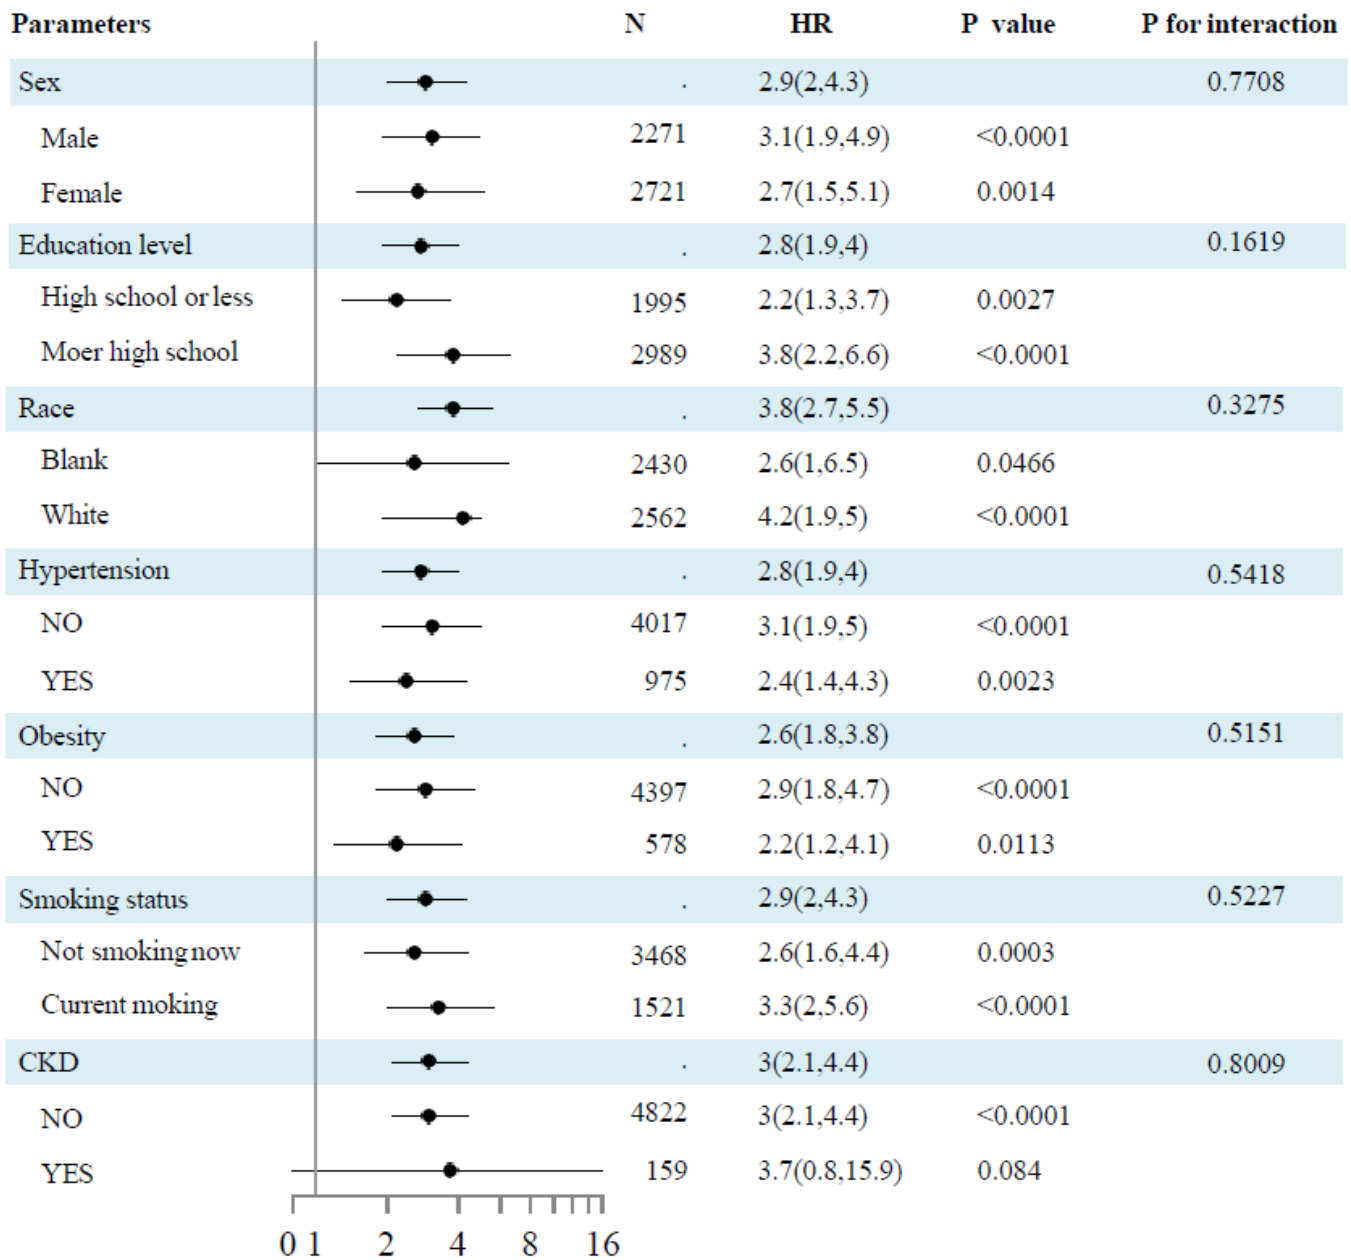 Parameters N HR P value P for interaction
Sex . 2.9(2,4.3) 0.7708
Male 2271 3.1(1.9,4.9) <0.0001
Female 2721 2.7(1.5,5.1) 0.0014
Education level . 2.8(1.9,4) 0.1619
High school or less 1995 2.2(1.3,3.7) 0.0027
Moer high school 2989 3.8(2.2,6.6) <0.0001
Race . 3.8(2.7,5.5) 0.3275
Blank 2430 2.6(1,6.5) 0.0466
White 2562 4.2(1.9,5) <0.0001
Hypertension . 2.8(1.9,4) 0.5418
NO 4017 3.1(1.9,5) <0.0001
YES 975 2.4(1.4,4.3) 0.0023
Obesity . 2.6(1.8,3.8) 0.5151
NO 4397 2.9(1.8,4.7) <0.0001
YES 578 2.2(1.2,4.1) 0.0113
Smoking status . 2.9(2,4.3) 0.5227
Not smoking now 3468 2.6(1.6,4.4) 0.0003
Current moking 1521 3.3(2,5.6) <0.0001
CKD . 3(2.1,4.4) 0.8009
NO 4822 3(2.1,4.4) <0.0001
YES 159 3.7(0.8,15.9) 0.084
0 1 2 4 8 16